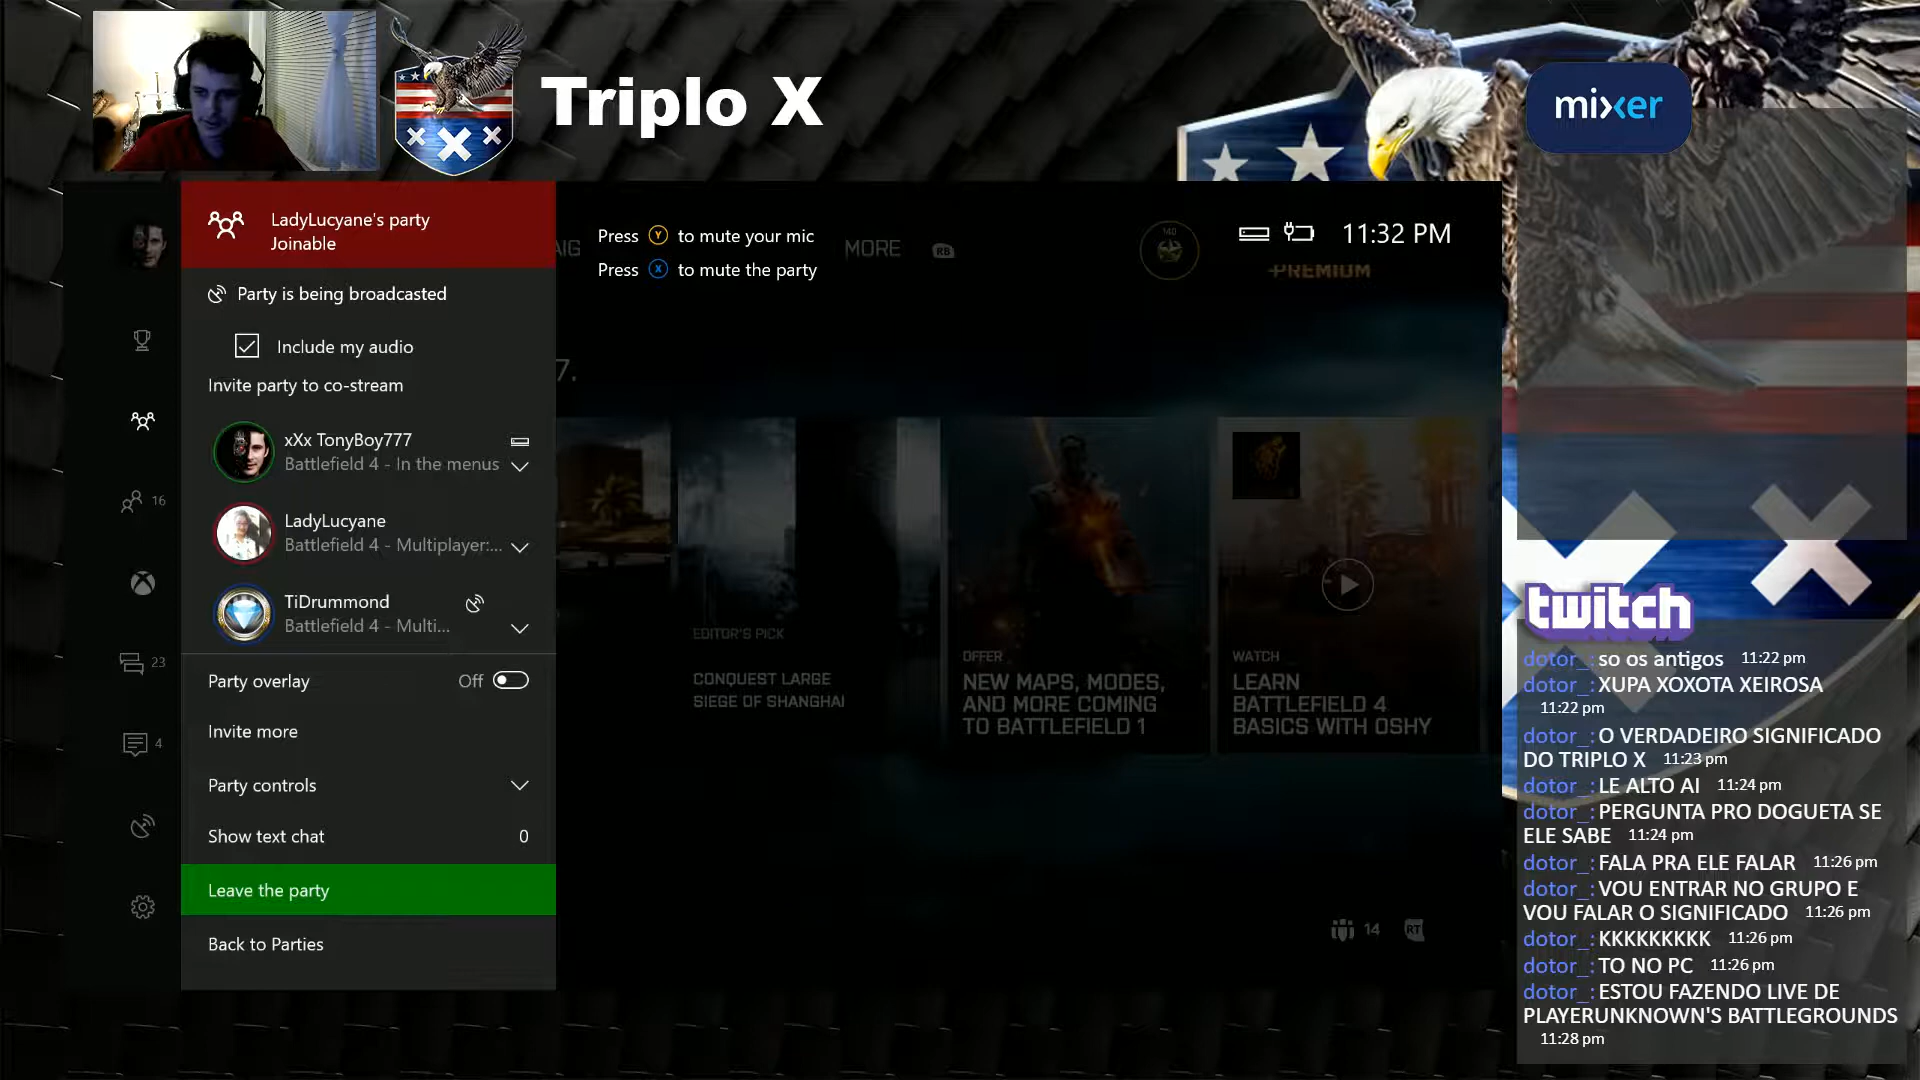 Triplo X
mixer
LadyLucyane's party
Joinable
Press Y to mute your mic
Press X to mute the party
MORE RB
140
PREMIUM
11:32 PM
Party is being broadcasted
Include my audio
Invite party to co-stream
7.
xXx TonyBoy777
Battlefield 4 - In the menus
LadyLucyane
Battlefield 4 - Multiplayer:...
TiDrummond
Battlefield 4 - Multi...
16
23
4
Party overlay Off
Invite more
Party controls
Show text chat 0
Leave the party
Back to Parties
EDITOR'S PICK
CONQUEST LARGE
SIEGE OF SHANGHAI
OFFER
NEW MAPS, MODES,
AND MORE COMING
TO BATTLEFIELD 1
WATCH
LEARN
BATTLEFIELD 4
BASICS WITH OSHY
14 RT
twitch
dotor_: so os antigos 11:22 pm
dotor_: XUPA XOXOTA XEIROSA
11:22 pm
dotor_: O VERDADEIRO SIGNIFICADO
DO TRIPLO X 11:23 pm
dotor_: LE ALTO AI 11:24 pm
dotor_: PERGUNTA PRO DOGUETA SE
ELE SABE 11:24 pm
dotor_: FALA PRA ELE FALAR 11:26 pm
dotor_: VOU ENTRAR NO GRUPO E
VOU FALAR O SIGNIFICADO 11:26 pm
dotor_: KKKKKKKKK 11:26 pm
dotor_: TO NO PC 11:26 pm
dotor_: ESTOU FAZENDO LIVE DE
PLAYERUNKNOWN'S BATTLEGROUNDS
11:28 pm